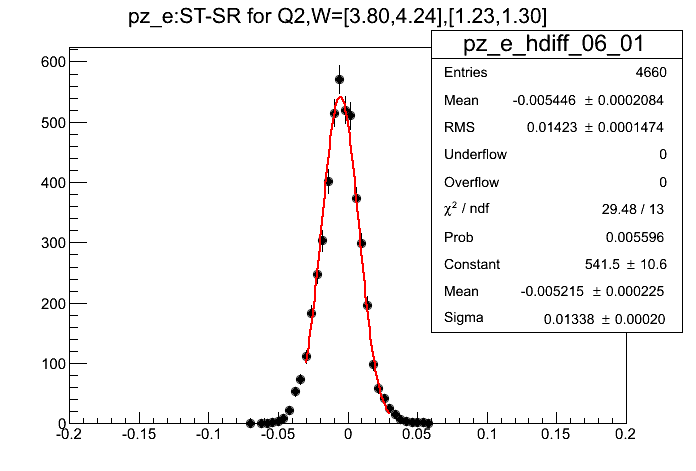 pz_e:ST-SR for Q2,W=[3.80,4.24],[1.23,1.30]
pz_e_hdiff_06_01
Entries 4660
Mean -0.005446 ± 0.0002084
RMS 0.01423 ± 0.0001474
Underflow 0
Overflow 0
χ² / ndf 29.48 / 13
Prob 0.005596
Constant 541.5 ± 10.6
Mean -0.005215 ± 0.000225
Sigma 0.01338 ± 0.00020
600
500
400
300
200
100
0
-0.2 -0.15 -0.1 -0.05 0 0.05 0.1 0.15 0.2